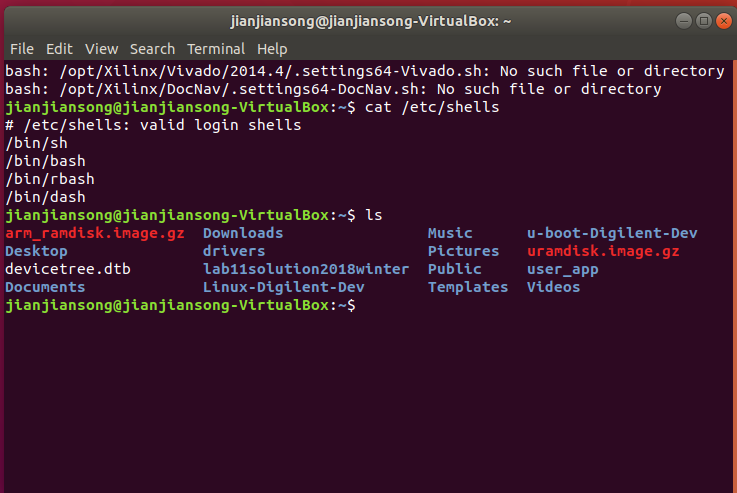 jianjiansong@jianjiansong-VirtualBox: ~
File Edit View Search Terminal Help
bash: /opt/Xilinx/Vivado/2014.4/.settings64-Vivado.sh: No such file or directory
bash: /opt/Xilinx/DocNav/.settings64-DocNav.sh: No such file or directory
jianjiansong@jianjiansong-VirtualBox:~$ cat /etc/shells
# /etc/shells: valid login shells
/bin/sh
/bin/bash
/bin/rbash
/bin/dash
jianjiansong@jianjiansong-VirtualBox:~$ ls
arm_ramdisk.image.gz Downloads Music u-boot-Digilent-Dev
Desktop drivers Pictures uramdisk.image.gz
devicetree.dtb lab11solution2018winter Public user_app
Documents Linux-Digilent-Dev Templates Videos
jianjiansong@jianjiansong-VirtualBox:~$